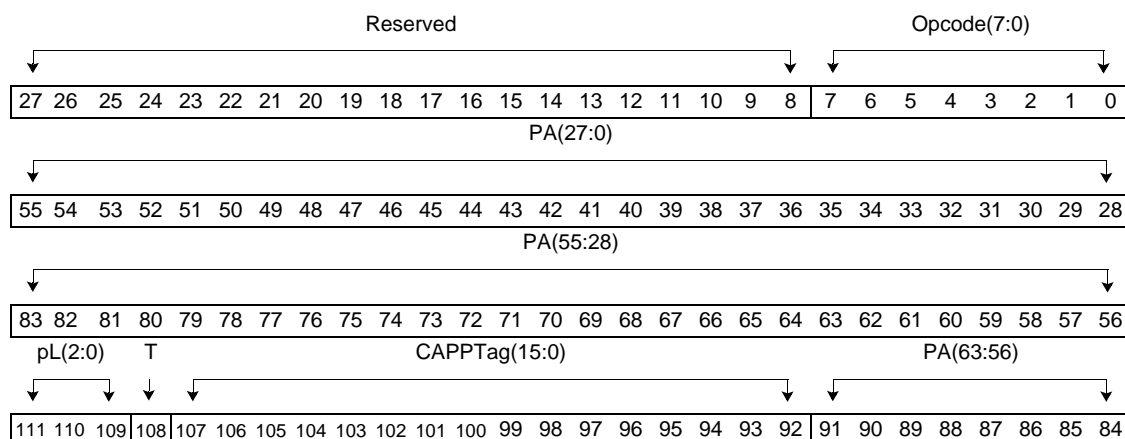 Reserved Opcode(7:0)
27 26 25 24 23 22 21 20 19 18 17 16 15 14 13 12 11 10 9 8 7 6 5 4 3 2 1 0
PA(27:0)
55 54 53 52 51 50 49 48 47 46 45 44 43 42 41 40 39 38 37 36 35 34 33 32 31 30 29 28
PA(55:28)
83 82 81 80 79 78 77 76 75 74 73 72 71 70 69 68 67 66 65 64 63 62 61 60 59 58 57 56
pL(2:0) T CAPPTag(15:0) PA(63:56)
111 110 109 108 107 106 105 104 103 102 101 100 99 98 97 96 95 94 93 92 91 90 89 88 87 86 85 84